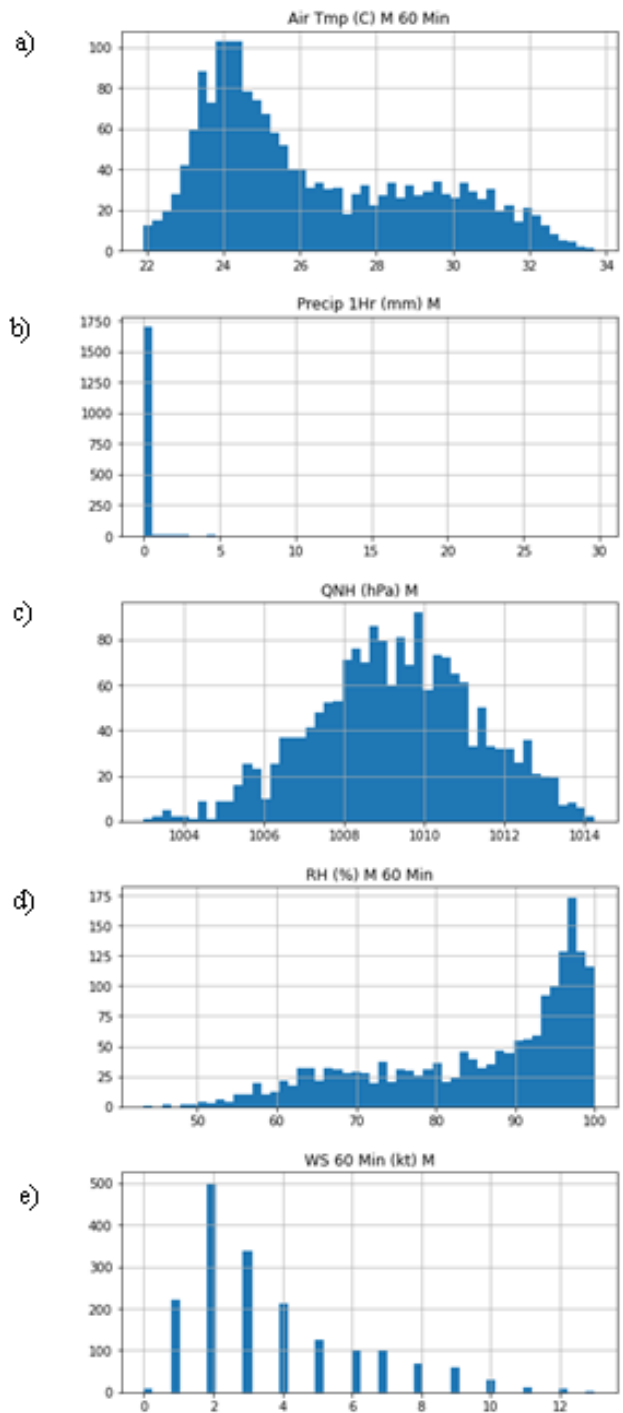 a)
Air Tmp (C) M 60 Min
100
80
60
40
20
0
22 24 26 28 30 32 34
b)
Precip 1Hr (mm) M
1750
1500
1250
1000
750
500
250
0
0 5 10 15 20 25 30
c)
QNH (hPa) M
80
60
40
20
0
1004 1006 1008 1010 1012 1014
d)
RH (%) M 60 Min
175
150
125
100
75
50
25
0
50 60 70 80 90 100
e)
WS 60 Min (kt) M
500
400
300
200
100
0
0 2 4 6 8 10 12